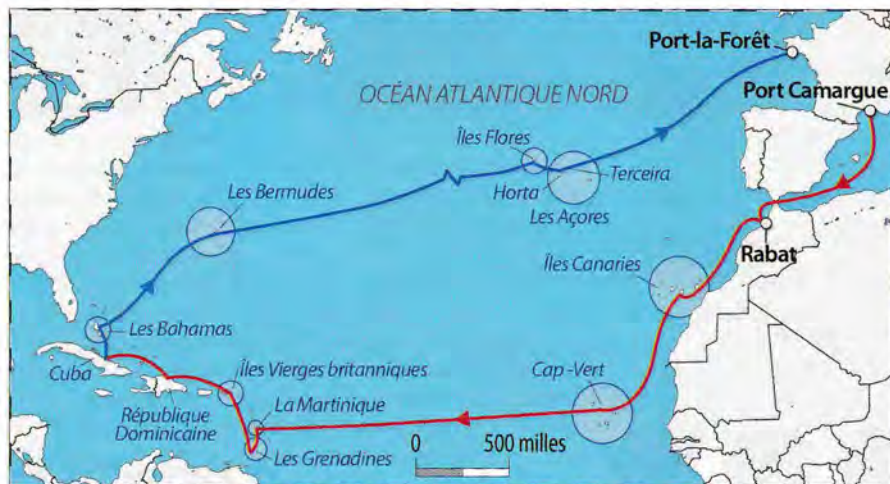 Port-la-Forêt
Port Camargue
OCÉAN ATLANTIQUE NORD
Îles Flores
Terceira
Horta
Les Açores
Les Bermudes
Rabat
Îles Canaries
Les Bahamas
Cuba
Îles Vierges britanniques
Cap -Vert
La Martinique
République
Dominicaine
Les Grenadines
0 500 milles